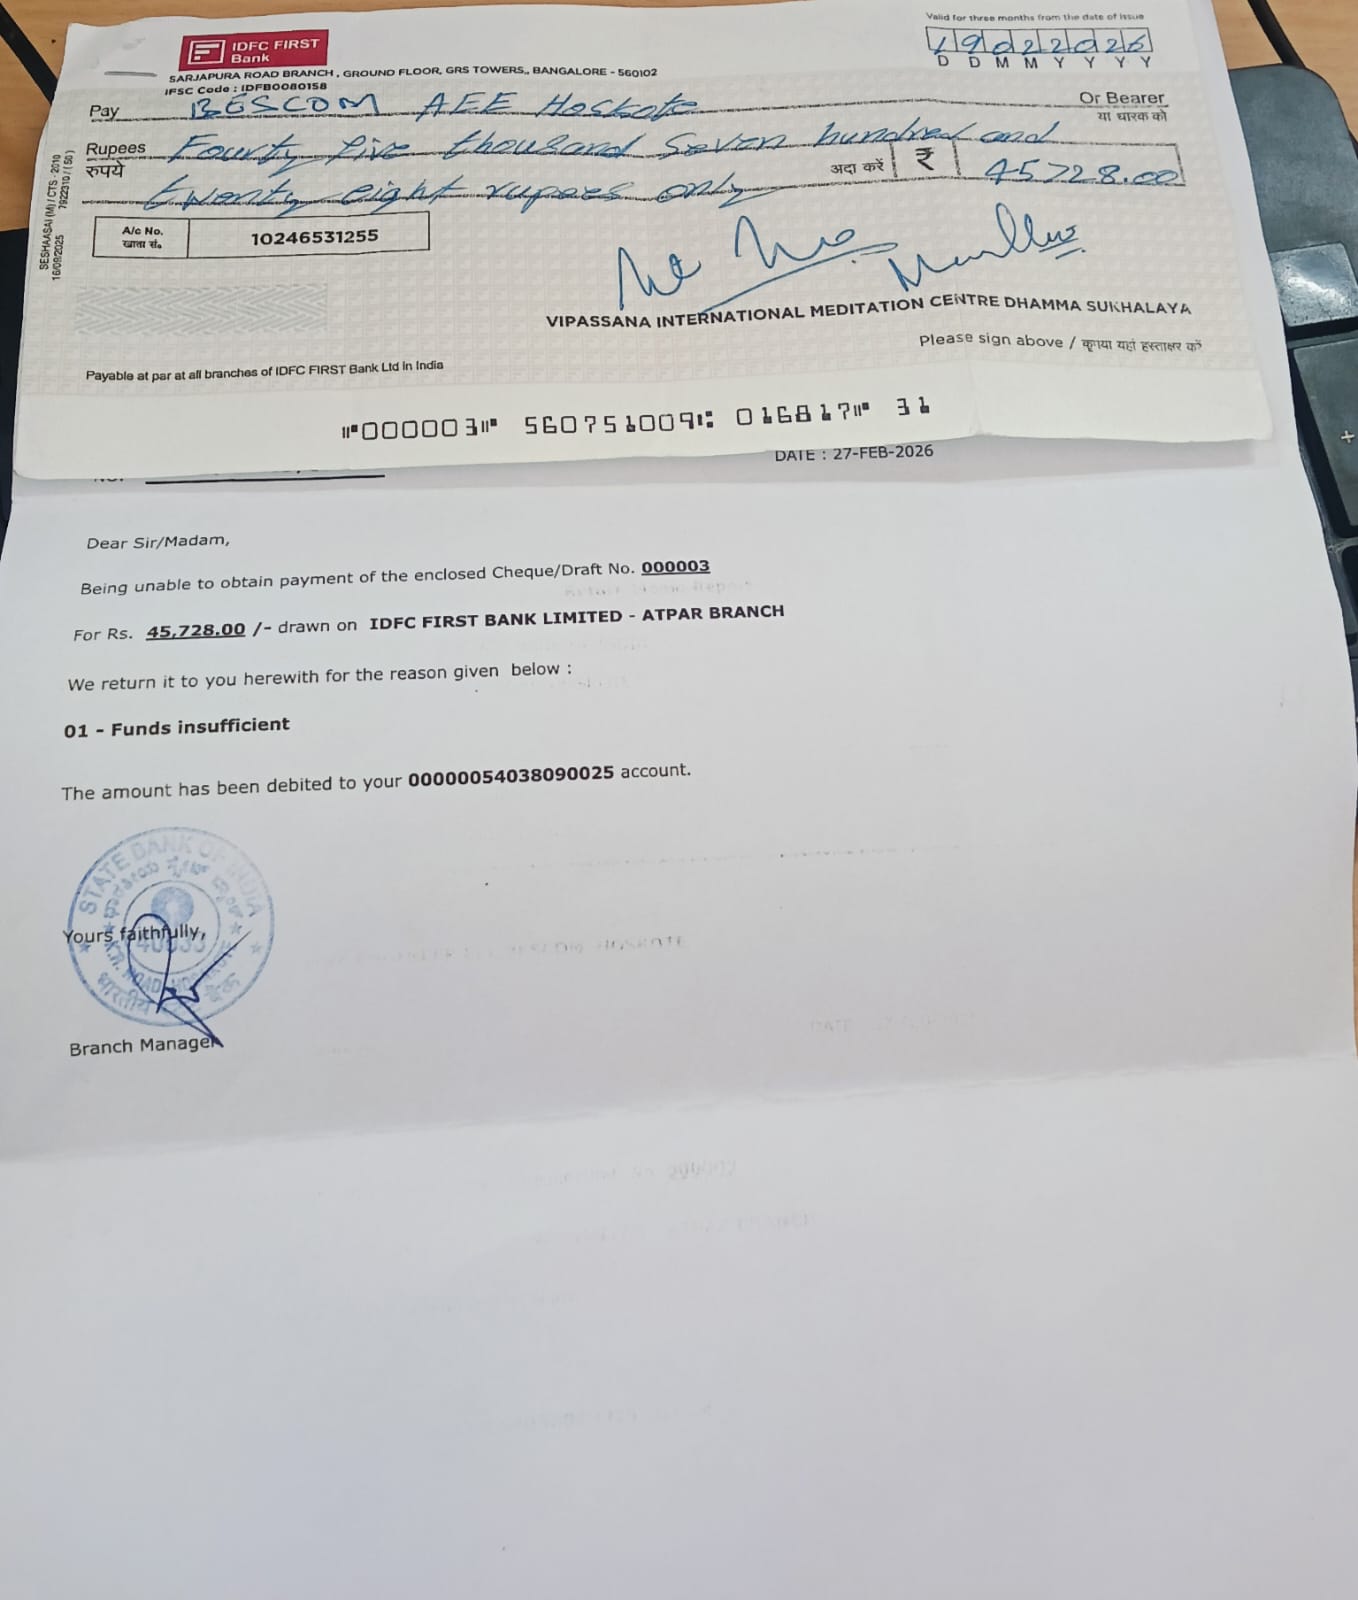 Valid for three months from the date of issue
IDFC FIRST
Bank
19022026
D D M M Y Y Y Y
SARJAPURA ROAD BRANCH, GROUND FLOOR, GRS TOWERS,, BANGALORE - 560102
IFSC Code : IDFB0080158
Pay BESCOM AEE Hoskote Or Bearer
या धारक को
Rupees Fourty five thousand seven hundred and
रुपये
twenty eight rupees only अदा करें ₹ 45728.00
SESHAASAI (M) / CTS - 2010
16/08/2025
A/c No.
खाता सं.
10246531255
VIPASSANA INTERNATIONAL MEDITATION CENTRE DHAMMA SUKHALAYA
Please sign above / कृपया यहां हस्ताक्षर करें
Payable at par at all branches of IDFC FIRST Bank Ltd in India
⑈000003⑈ 560751009⑆ 016817⑈ 31
DATE : 27-FEB-2026
Dear Sir/Madam,
Being unable to obtain payment of the enclosed Cheque/Draft No. 000003
For Rs. 45,728.00 /- drawn on IDFC FIRST BANK LIMITED - ATPAR BRANCH
We return it to you herewith for the reason given below :
01 - Funds insufficient
The amount has been debited to your 00000054038090025 account.
STATE BANK OF INDIA
Yours faithfully,
Branch Manager